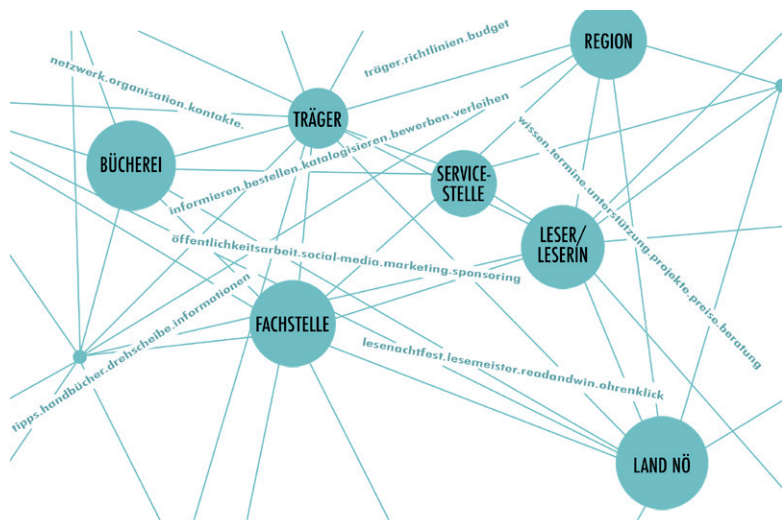 träger.richtlinien.budget
REGION
netzwerk.organisation.kontakte.
TRÄGER
BÜCHEREI
informieren.bestellen.katalogisieren.bewerben.verleihen
SERVICE-
STELLE
wissen.termine.unterstützung.projekte.preise.beratung
LESER/
LESERIN
öffentlichkeitsarbeit.social-media.marketing.sponsoring
FACHSTELLE
tipps.handbücher.drehscheibe.informationen
lesenachtfest.lesemeister.readandwin.ohrenklick
LAND NÖ